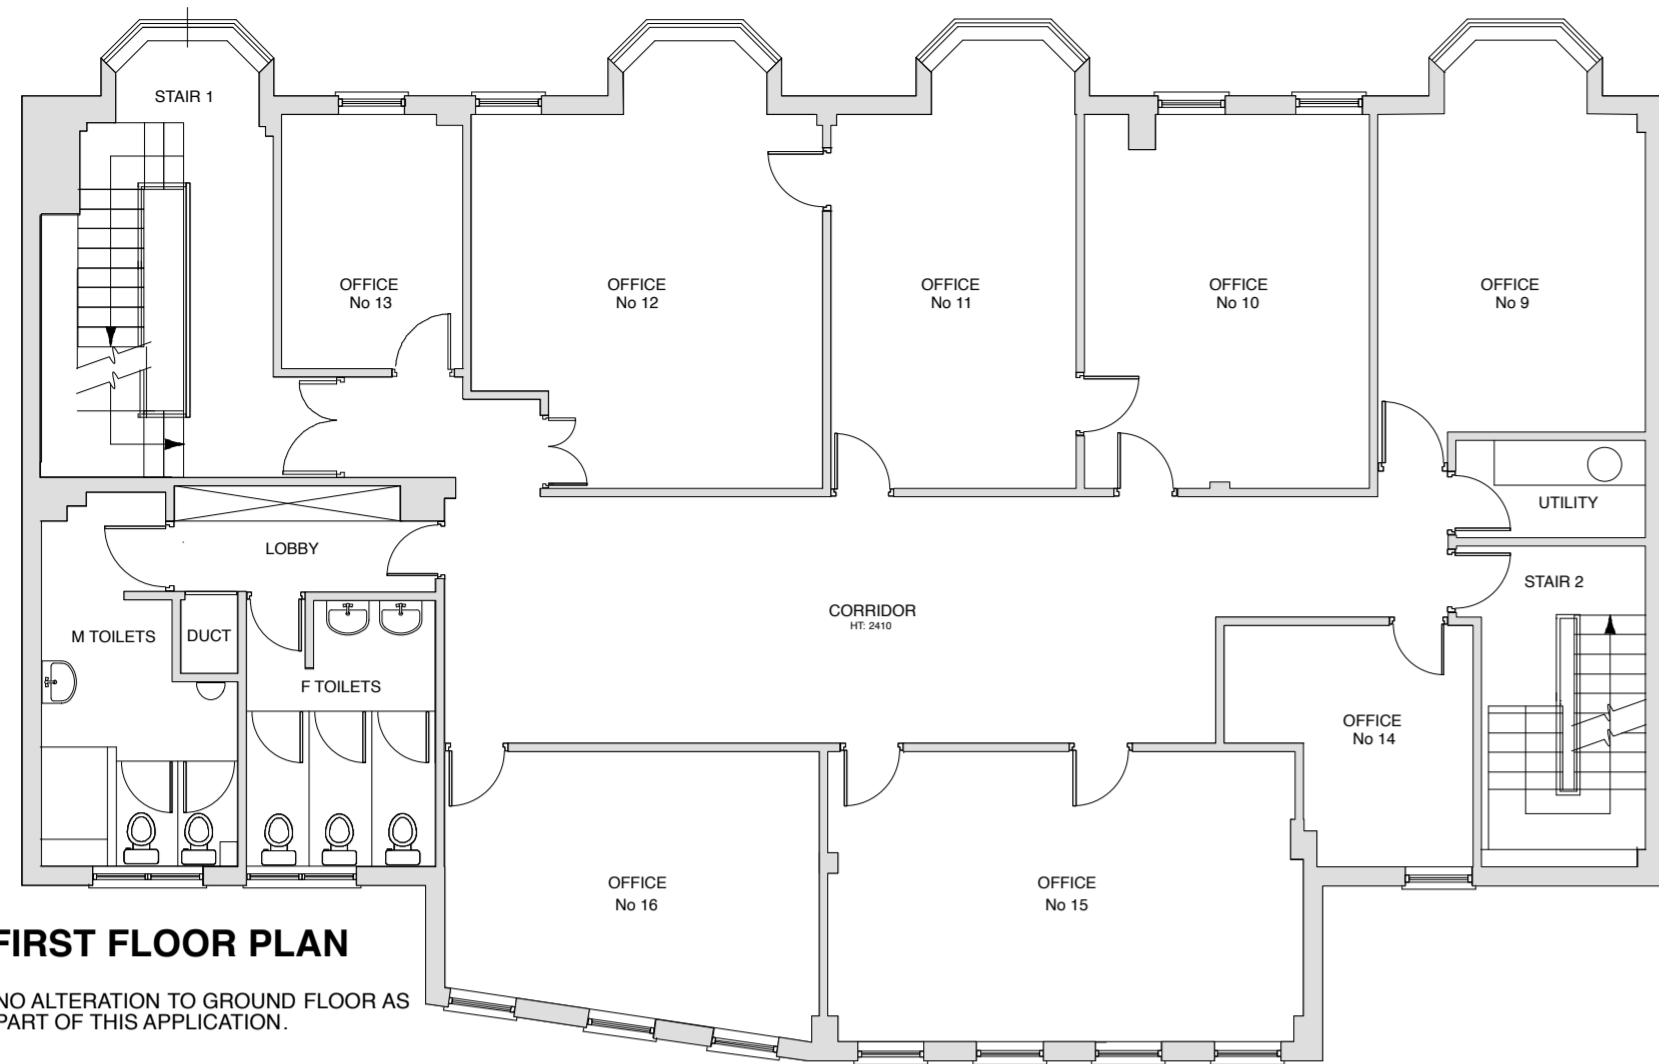 STAIR 1
OFFICE
No 13
OFFICE
No 12
OFFICE
No 11
OFFICE
No 10
OFFICE
No 9
UTILITY
LOBBY
STAIR 2
CORRIDOR
HT: 2410
M TOILETS
DUCT
F TOILETS
OFFICE
No 14
OFFICE
No 16
OFFICE
No 15
FIRST FLOOR PLAN
NO ALTERATION TO GROUND FLOOR AS
PART OF THIS APPLICATION.